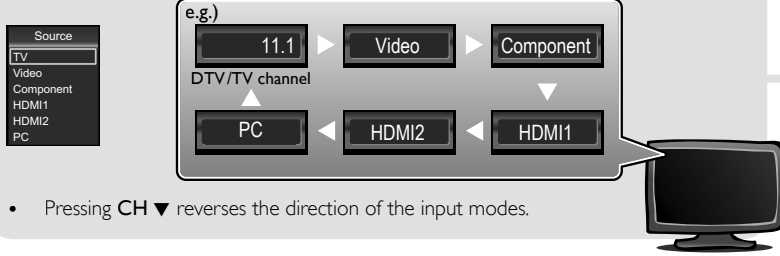 Source
TV
Video
Component
HDMI1
HDMI2
PC
e.g.)
11.1 Video Component
DTV/TV channel
PC HDMI2 HDMI1
• Pressing CH ▼ reverses the direction of the input modes.